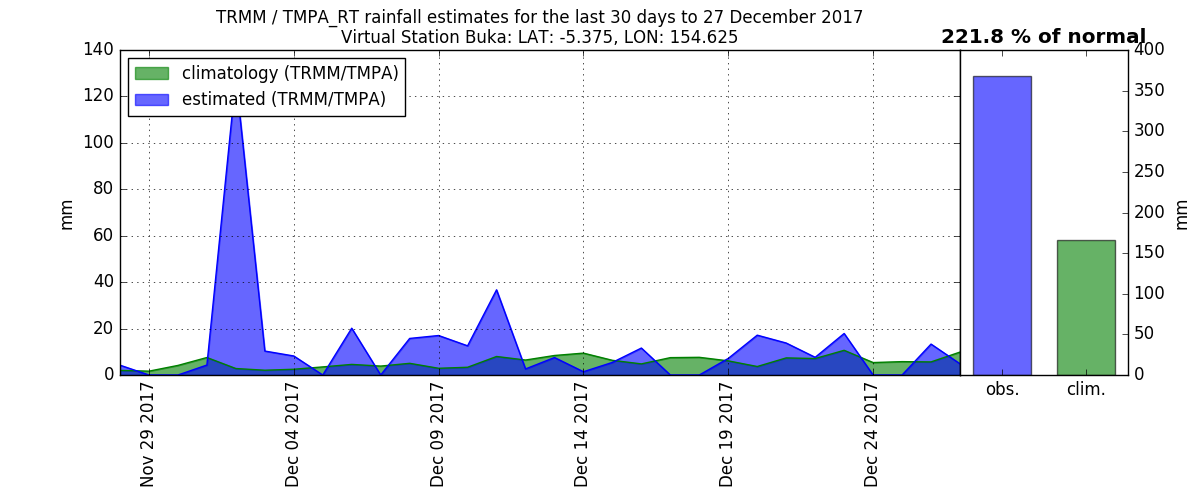 TRMM / TMPA_RT rainfall estimates for the last 30 days to 27 December 2017
Virtual Station Buka: LAT: -5.375, LON: 154.625
221.8 % of normal
climatology (TRMM/TMPA)
estimated (TRMM/TMPA)
140
120
100
80
60
40
20
0
mm
Nov 29 2017
Dec 04 2017
Dec 09 2017
Dec 14 2017
Dec 19 2017
Dec 24 2017
400
350
300
250
200
150
100
50
0
mm
obs.
clim.